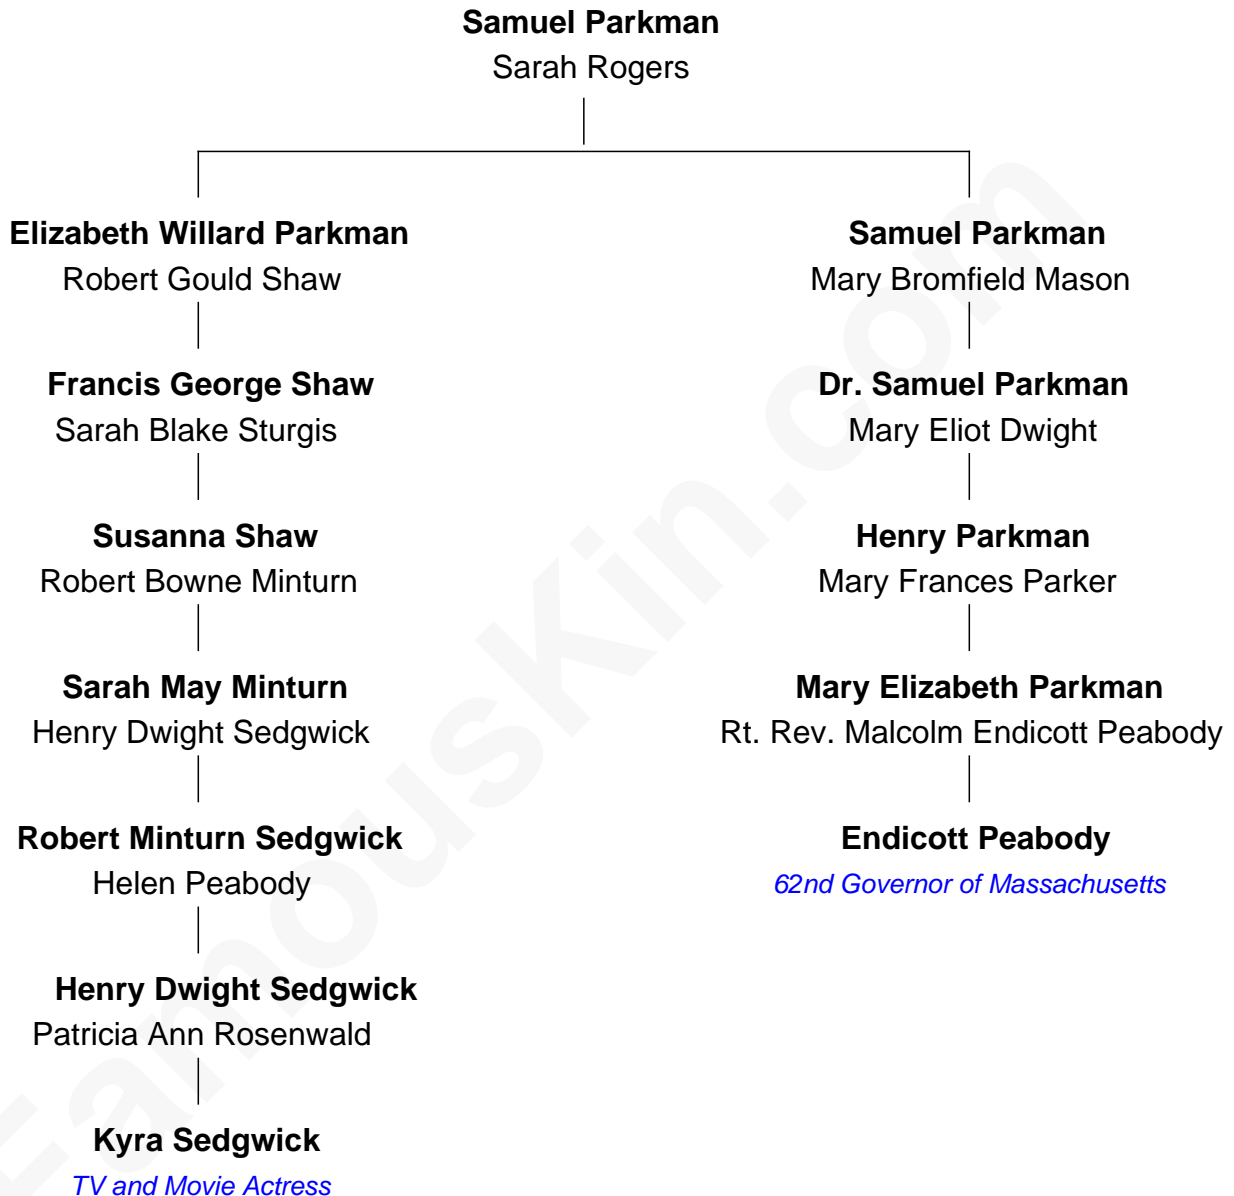 Samuel Parkman
Sarah Rogers
Elizabeth Willard Parkman
Robert Gould Shaw
Francis George Shaw
Sarah Blake Sturgis
Susanna Shaw
Robert Bowne Minturn
Sarah May Minturn
Henry Dwight Sedgwick
Robert Minturn Sedgwick
Helen Peabody
Henry Dwight Sedgwick
Patricia Ann Rosenwald
Kyra Sedgwick
TV and Movie Actress
Samuel Parkman
Mary Bromfield Mason
Dr. Samuel Parkman
Mary Eliot Dwight
Henry Parkman
Mary Frances Parker
Mary Elizabeth Parkman
Rt. Rev. Malcolm Endicott Peabody
Endicott Peabody
62nd Governor of Massachusetts
FamousKin.com